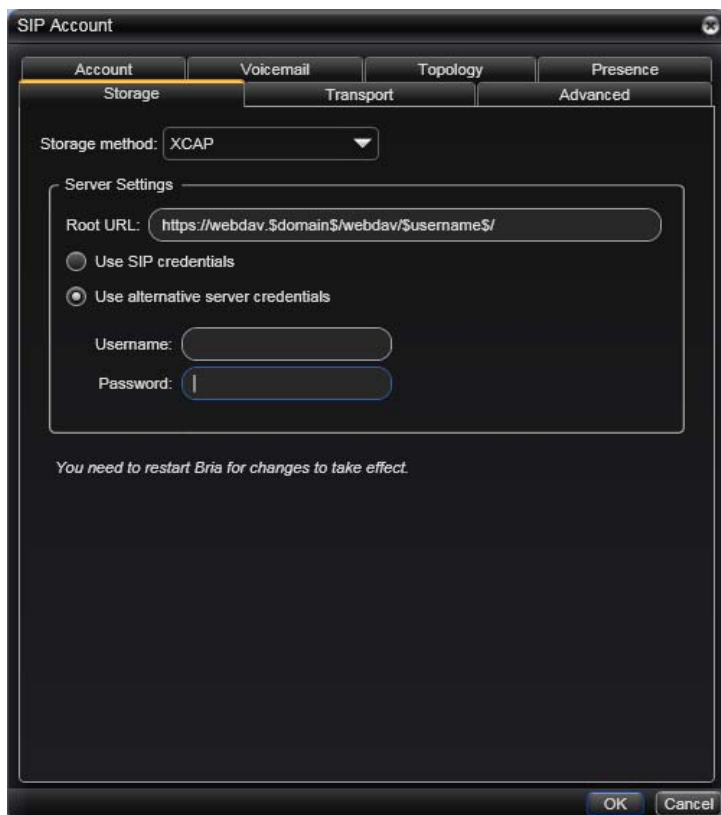 SIP Account
Account Voicemail Topology Presence
Storage Transport Advanced
Storage method: XCAP
Server Settings
Root URL: https://webdav.$domain$/webdav/$username$/
Use SIP credentials
Use alternative server credentials
Username:
Password:
You need to restart Bria for changes to take effect.
OK Cancel